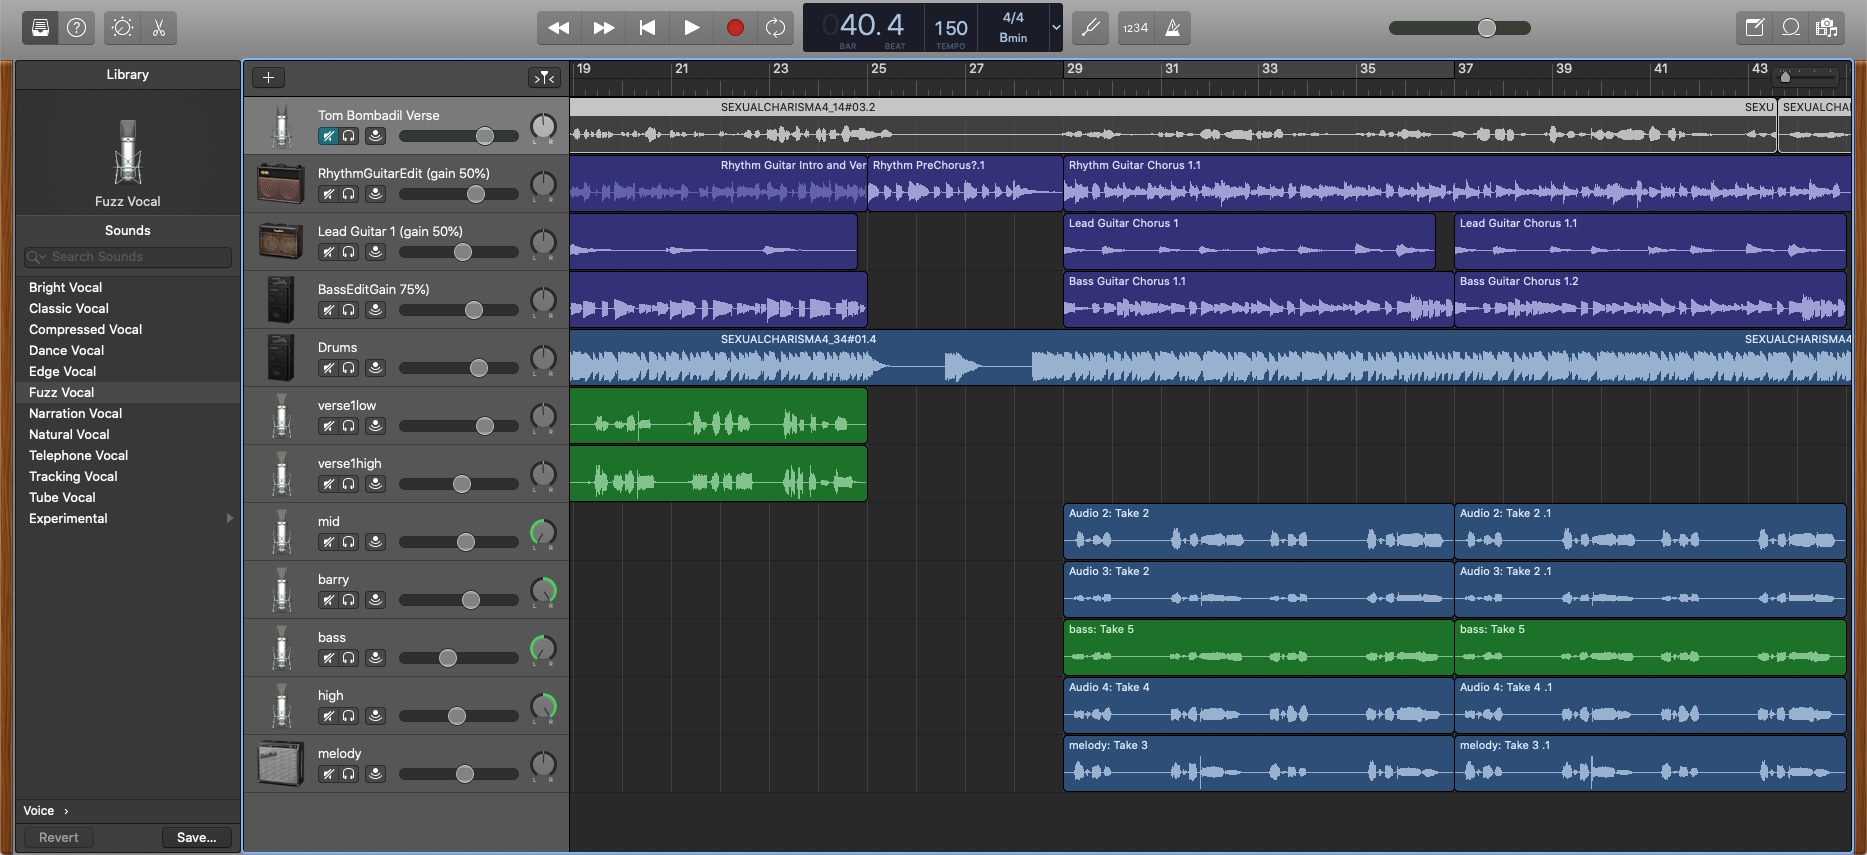 40. 4
BAR BEAT
150
TEMPO
4/4
Bmin
1234
Library
Fuzz Vocal
Sounds
Search Sounds
Bright Vocal
Classic Vocal
Compressed Vocal
Dance Vocal
Edge Vocal
Fuzz Vocal
Narration Vocal
Natural Vocal
Telephone Vocal
Tracking Vocal
Tube Vocal
Experimental
Voice
Revert
Save...
19 21 23 25 27 29 31 33 35 37 39 41 43
Tom Bombadil Verse
L R
SEXUALCHARISMA4_14#03.2
SEXU
SEXUALCHA
RhythmGuitarEdit (gain 50%)
L R
Rhythm Guitar Intro and Ver
Rhythm PreChorus?.1
Rhythm Guitar Chorus 1.1
Lead Guitar 1 (gain 50%)
L R
Lead Guitar Chorus 1
Lead Guitar Chorus 1.1
BassEditGain 75%)
L R
Bass Guitar Chorus 1.1
Bass Guitar Chorus 1.2
Drums
L R
SEXUALCHARISMA4_34#01.4
SEXUALCHARISMA4
verse1low
L R
verse1high
L R
mid
L R
Audio 2: Take 2
Audio 2: Take 2 .1
barry
L R
Audio 3: Take 2
Audio 3: Take 2 .1
bass
L R
bass: Take 5
bass: Take 5
high
L R
Audio 4: Take 4
Audio 4: Take 4 .1
melody
L R
melody: Take 3
melody: Take 3 .1